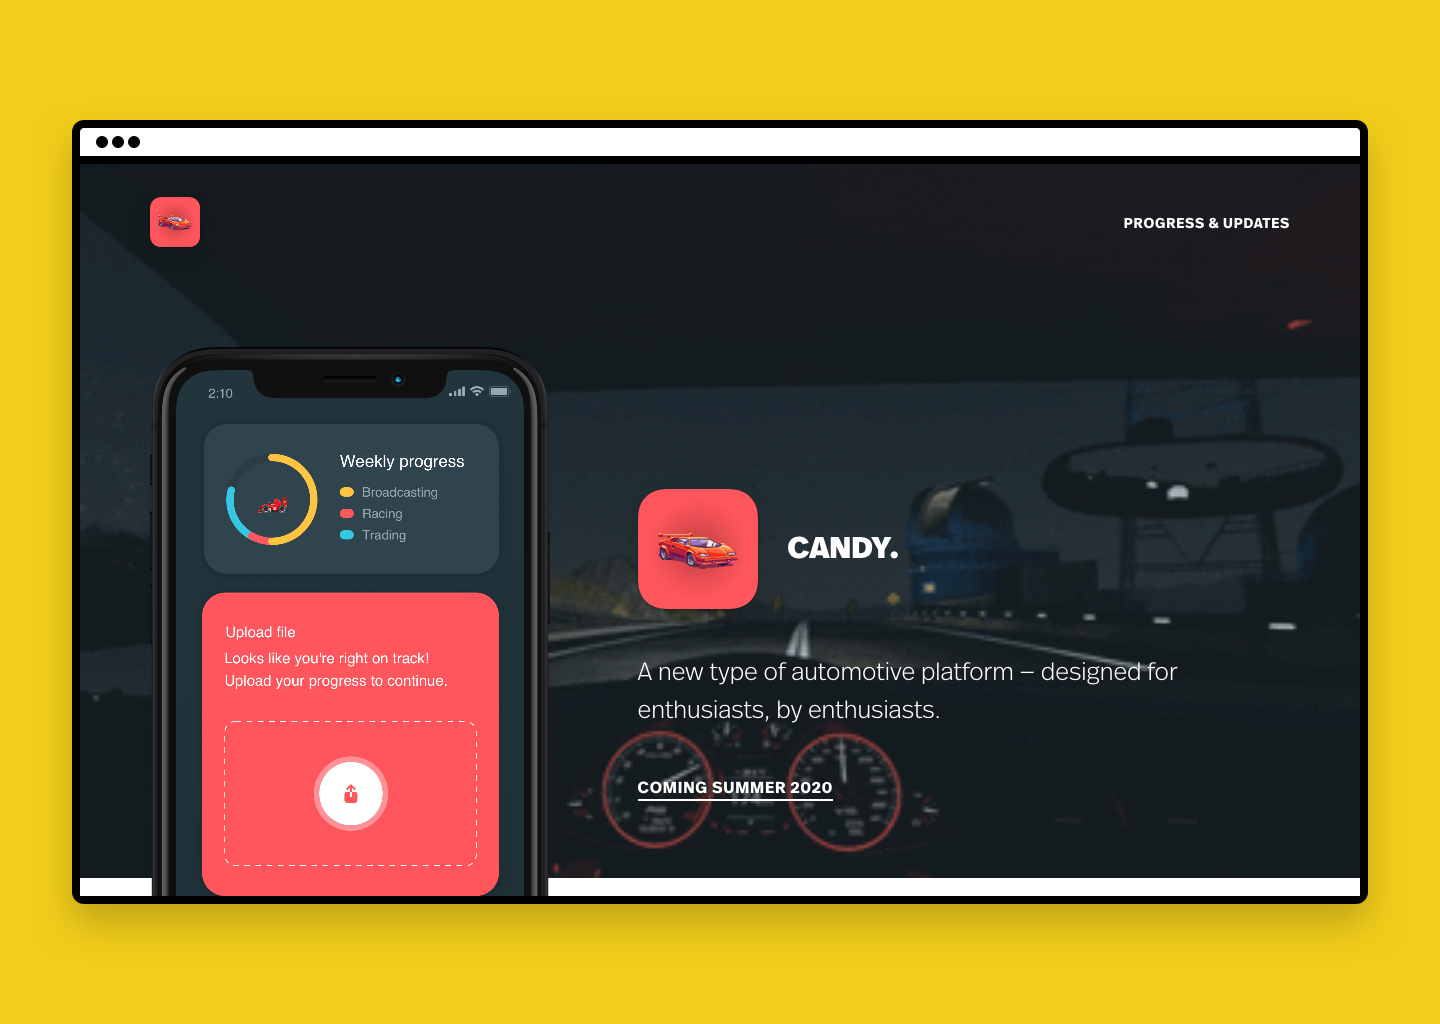 PROGRESS & UPDATES
2:10
Weekly progress
Broadcasting
Racing
Trading
Upload file
Looks like you're right on track!
Upload your progress to continue.
CANDY.
A new type of automotive platform – designed for
enthusiasts, by enthusiasts.
COMING SUMMER 2020